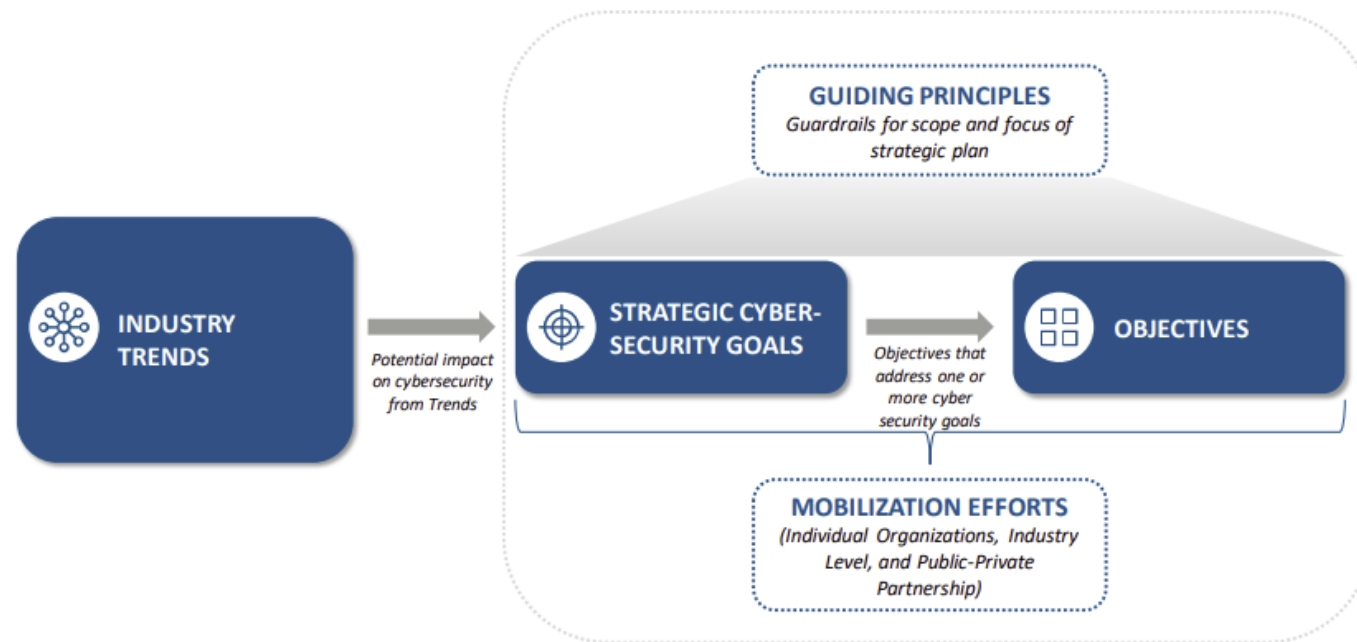 GUIDING PRINCIPLES
Guardrails for scope and focus of
strategic plan
INDUSTRY
TRENDS
Potential impact
on cybersecurity
from Trends
STRATEGIC CYBER-
SECURITY GOALS
Objectives that
address one or
more cyber
security goals
OBJECTIVES
MOBILIZATION EFFORTS
(Individual Organizations, Industry
Level, and Public-Private
Partnership)